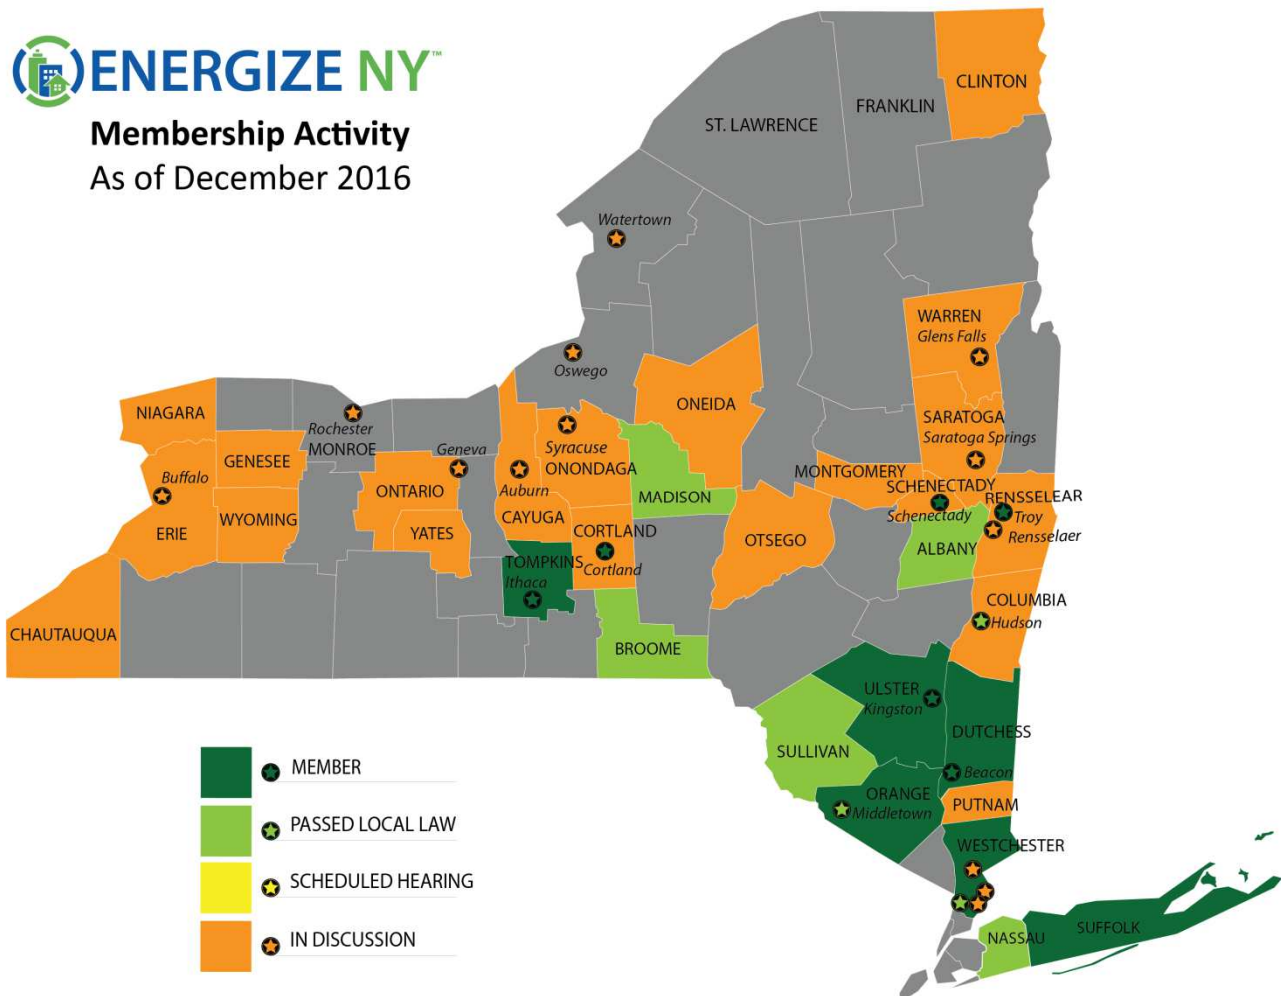 ENERGIZE NY™
Membership Activity
As of December 2016
CLINTON
FRANKLIN
ST. LAWRENCE
Watertown
WARREN
Glens Falls
Oswego
ONEIDA
NIAGARA
SARATOGA
Saratoga Springs
Rochester
MONROE
Geneva
Syracuse
ONONDAGA
GENESEE
Buffalo
MONTGOMERY
SCHENECTADY
Schenectady
RENSSELEAR
Troy
Rensselaer
ONTARIO
Auburn
CAYUGA
MADISON
WYOMING
ERIE
YATES
CORTLAND
Cortland
OTSEGO
ALBANY
TOMPKINS
Ithaca
COLUMBIA
Hudson
CHAUTAUQUA
BROOME
ULSTER
Kingston
DUTCHESS
SULLIVAN
Beacon
ORANGE
Middletown
PUTNAM
WESTCHESTER
NASSAU
SUFFOLK
MEMBER
PASSED LOCAL LAW
SCHEDULED HEARING
IN DISCUSSION